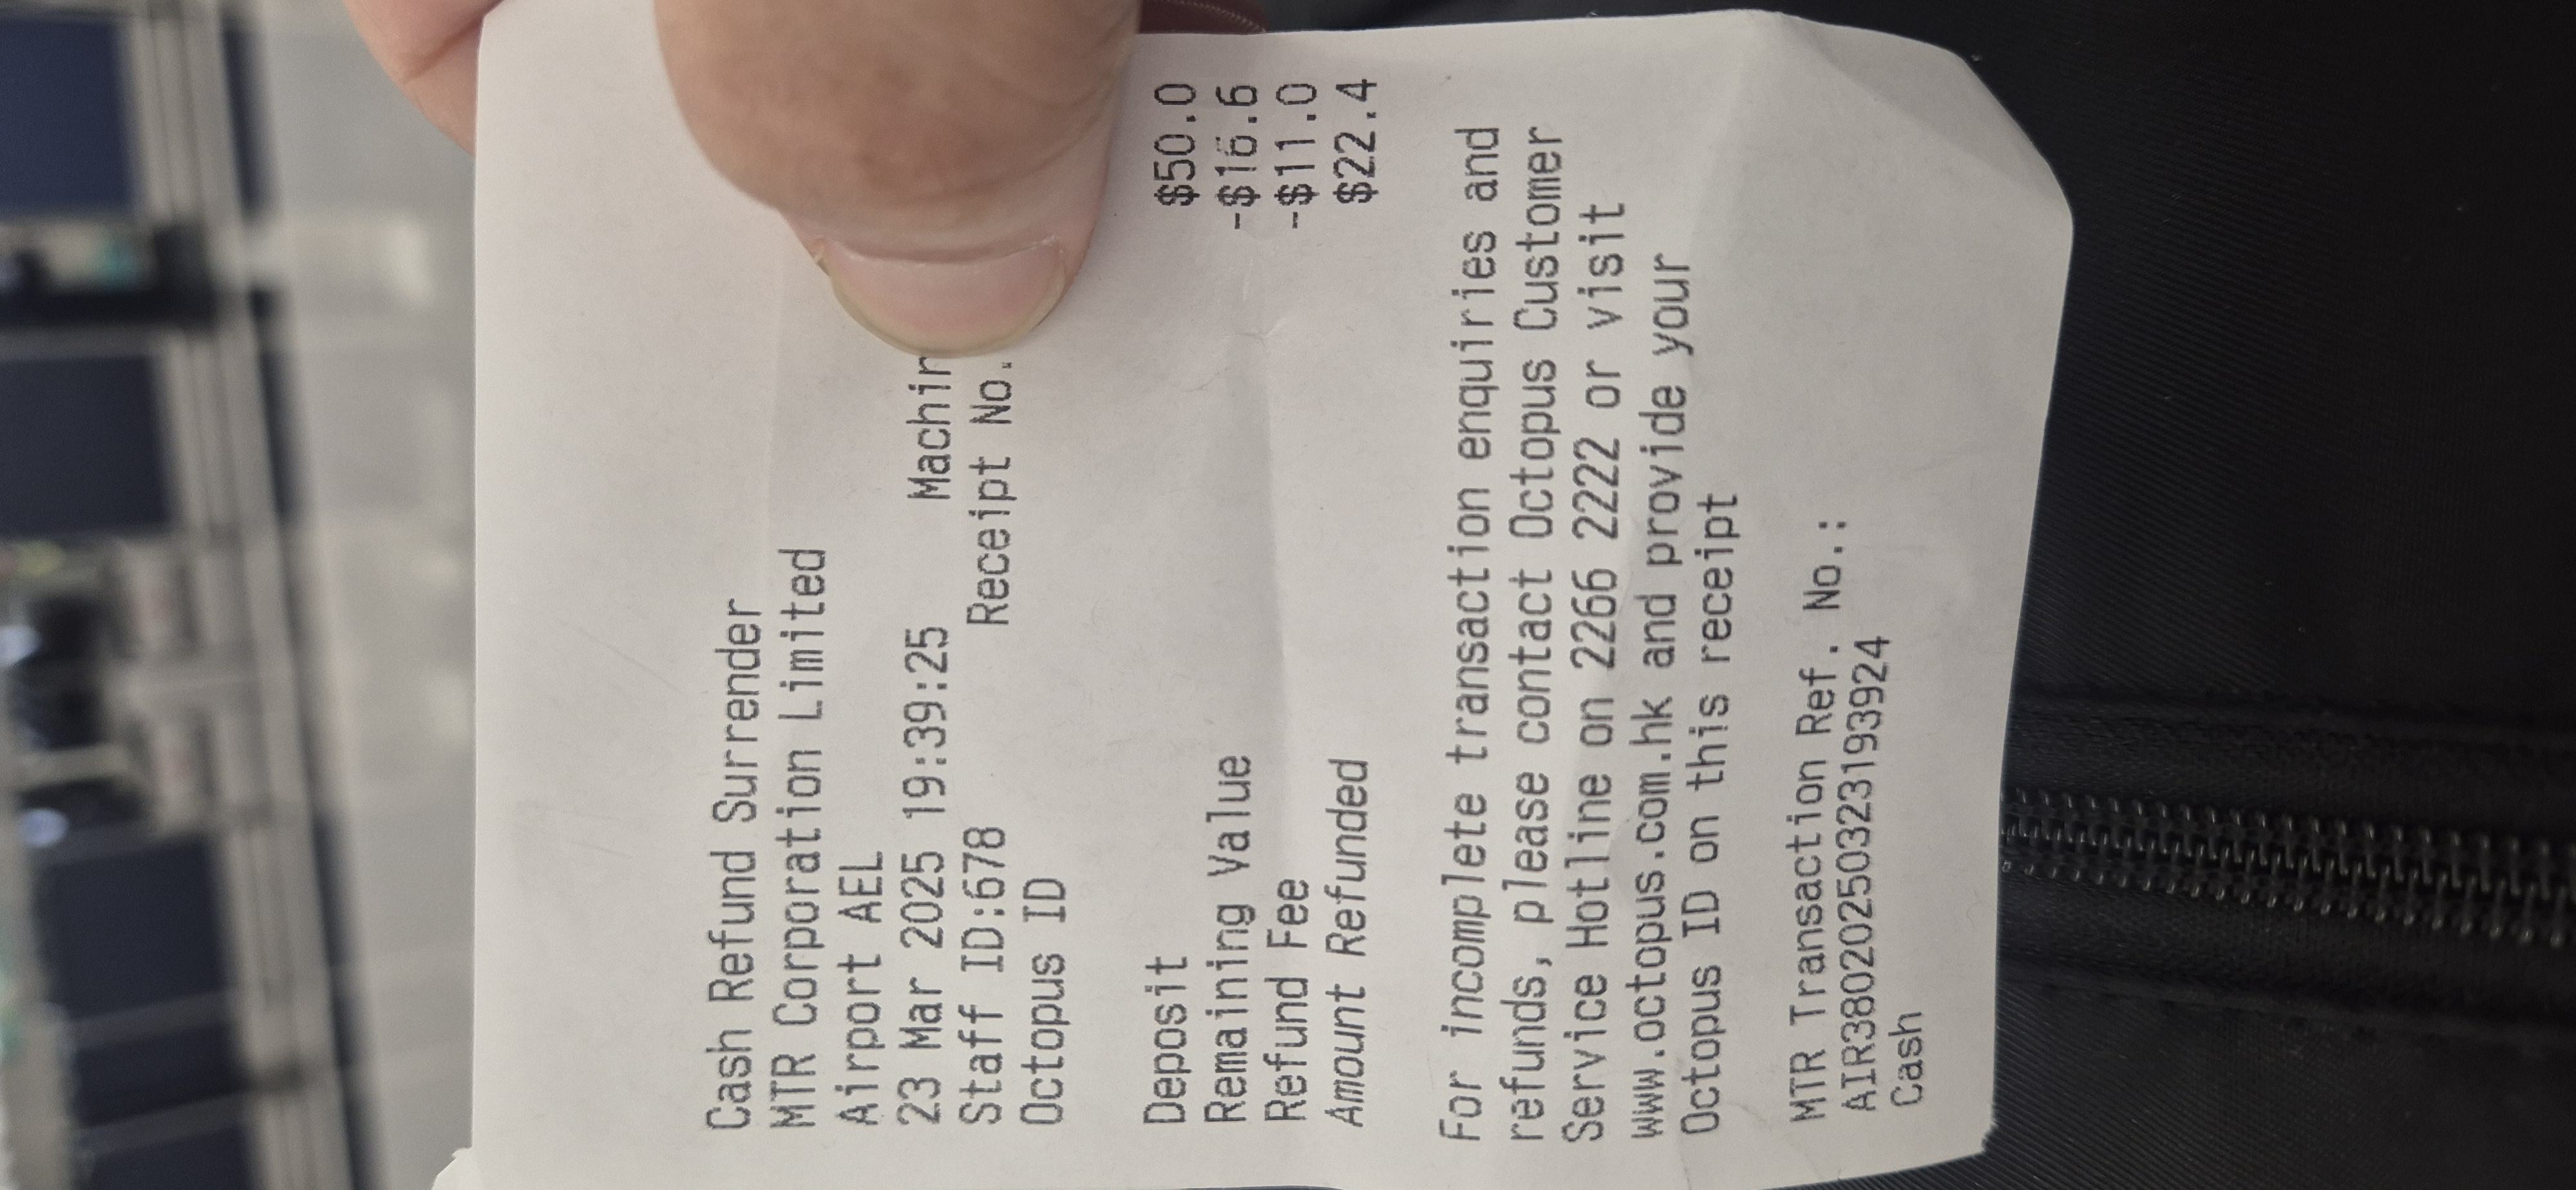 Cash Refund Surrender
MTR Corporation Limited
Airport AEL
23 Mar 2025 19:39:25
Staff ID:678 Receipt No.
Octopus ID
Deposit $50.0
Remaining Value -$16.6
Refund Fee -$11.0
Amount Refunded $22.4
For incomplete transaction enquiries and
refunds, please contact Octopus Customer
Service Hotline on 2266 2222 or visit
www.octopus.com.hk and provide your
Octopus ID on this receipt
MTR Transaction Ref. No.:
AIR38020250323193924
Cash